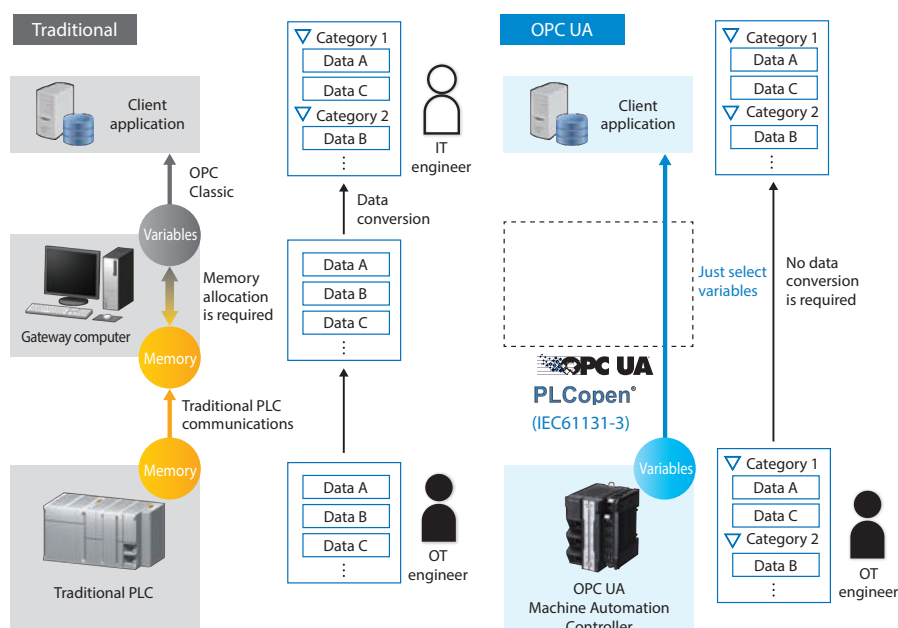 Traditional
Client
application
OPC
Classic
Variables
Memory
allocation
is required
Gateway computer
Memory
Traditional PLC
communications
Memory
Traditional PLC
Category 1
Data A
Data C
Category 2
Data B
⋮
IT
engineer
Data
conversion
Data A
Data B
Data C
⋮
Data A
Data B
Data C
⋮
OT
engineer
OPC UA
Client
application
Just select
variables
OPC UA
PLCopen®
(IEC61131-3)
Variables
OPC UA
Machine Automation
Controller
Category 1
Data A
Data C
Category 2
Data B
⋮
No data
conversion
is required
Category 1
Data A
Data C
Category 2
Data B
⋮
OT
engineer